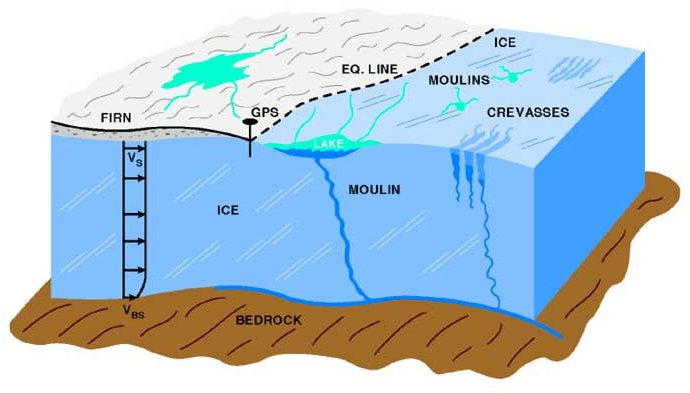 ICE
EQ. LINE
MOULINS
FIRN
GPS
CREVASSES
LAKE
VS
MOULIN
ICE
VBS
BEDROCK